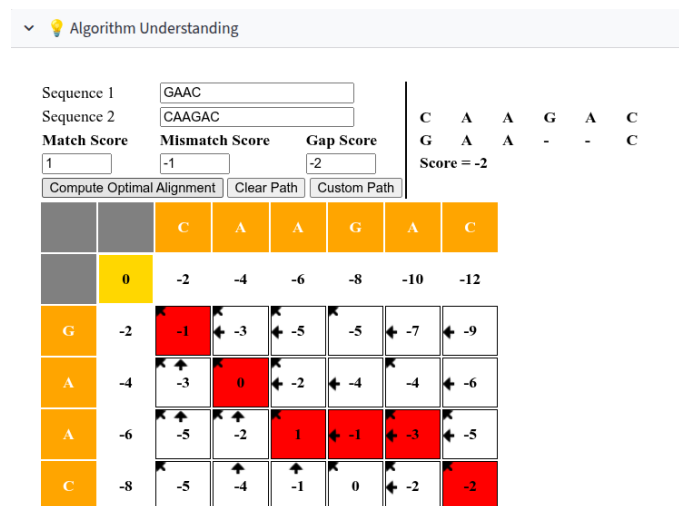 💡 Algorithm Understanding
Sequence 1 GAAC
Sequence 2 CAAGAC
Match Score Mismatch Score Gap Score
1 -1 -2
Compute Optimal Alignment Clear Path Custom Path
C A A G A C
G A A - - C
Score = -2
C A A G A C
0 -2 -4 -6 -8 -10 -12
G -2 -1 -3 -5 -5 -7 -9
A -4 -3 0 -2 -4 -4 -6
A -6 -5 -2 1 -1 -3 -5
C -8 -5 -4 -1 0 -2 -2